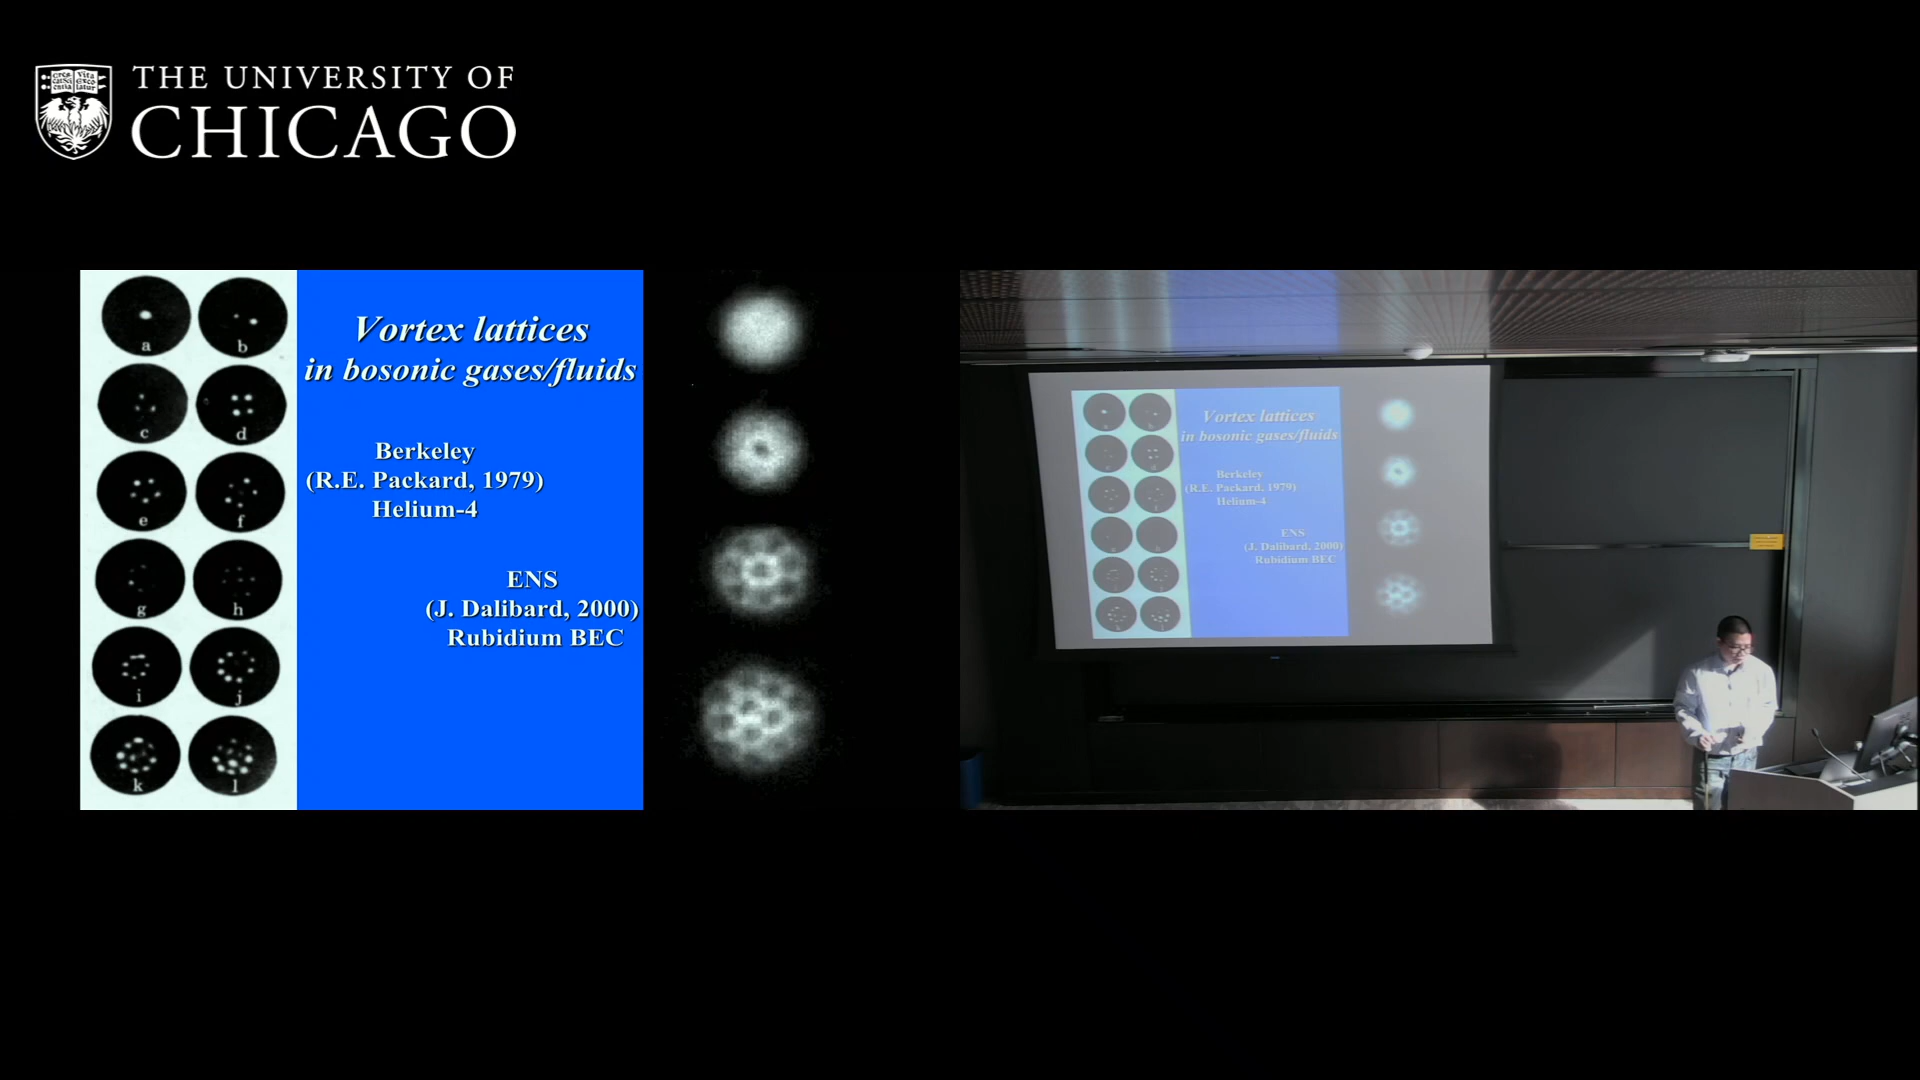 THE UNIVERSITY OF
CHICAGO
Vortex lattices
in bosonic gases/fluids
Berkeley
(R.E. Packard, 1979)
Helium-4
ENS
(J. Dalibard, 2000)
Rubidium BEC
a b
c d
e f
g h
i j
k l
Vortex lattices
in bosonic gases/fluids
Berkeley
(R.E. Packard, 1979)
Helium-4
ENS
(J. Dalibard, 2000)
Rubidium BEC